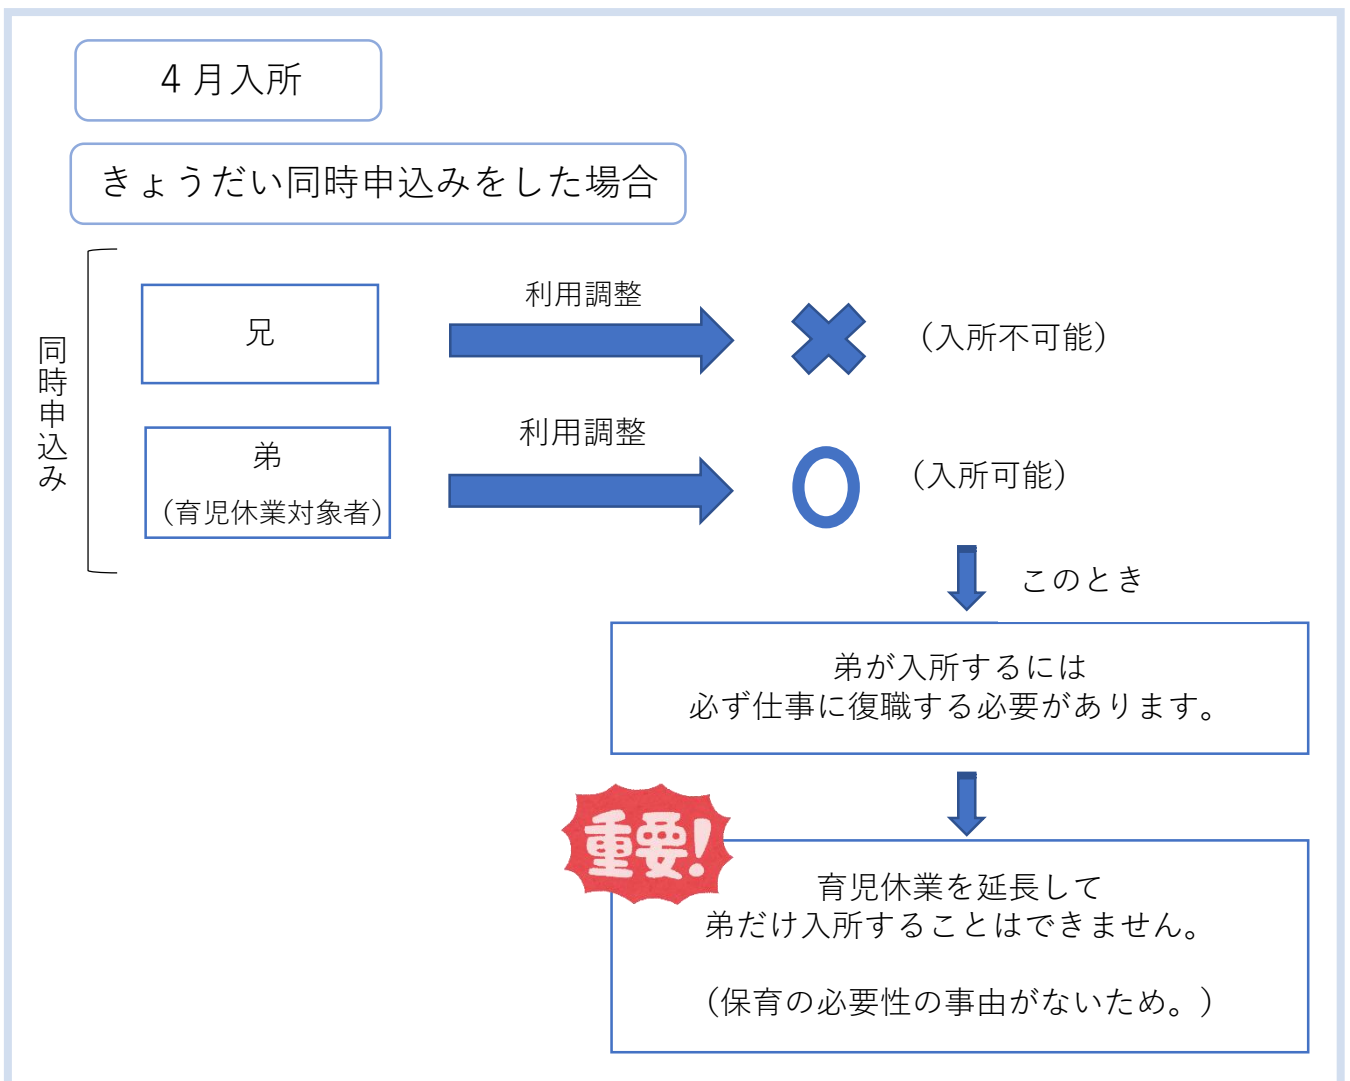 4月入所
きょうだい同時申込みをした場合
同時申込み
兄
利用調整
(入所不可能)
弟
(育児休業対象者)
利用調整
(入所可能)
このとき
弟が入所するには
必ず仕事に復職する必要があります。
重要!
育児休業を延長して
弟だけ入所することはできません。
(保育の必要性の事由がないため。)